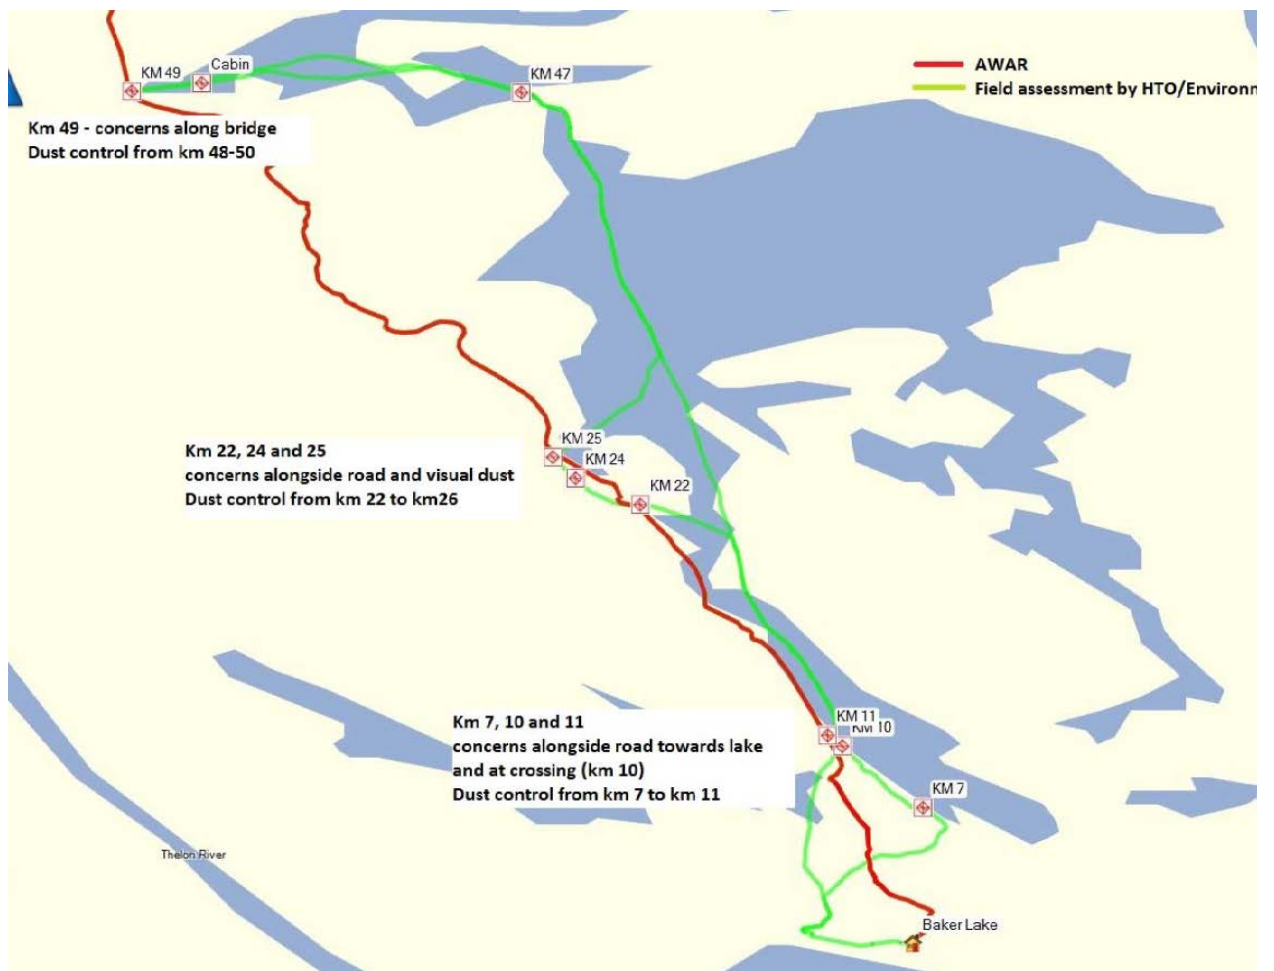 KM 49
Cabin
KM 47
AWAR
Field assessment by HTO/Environn
Km 49 - concerns along bridge
Dust control from km 48-50
KM 25
KM 24
KM 22
Km 22, 24 and 25
concerns alongside road and visual dust
Dust control from km 22 to km26
KM 11
KM 10
KM 7
Km 7, 10 and 11
concerns alongside road towards lake
and at crossing (km 10)
Dust control from km 7 to km 11
Thelon River
Baker Lake